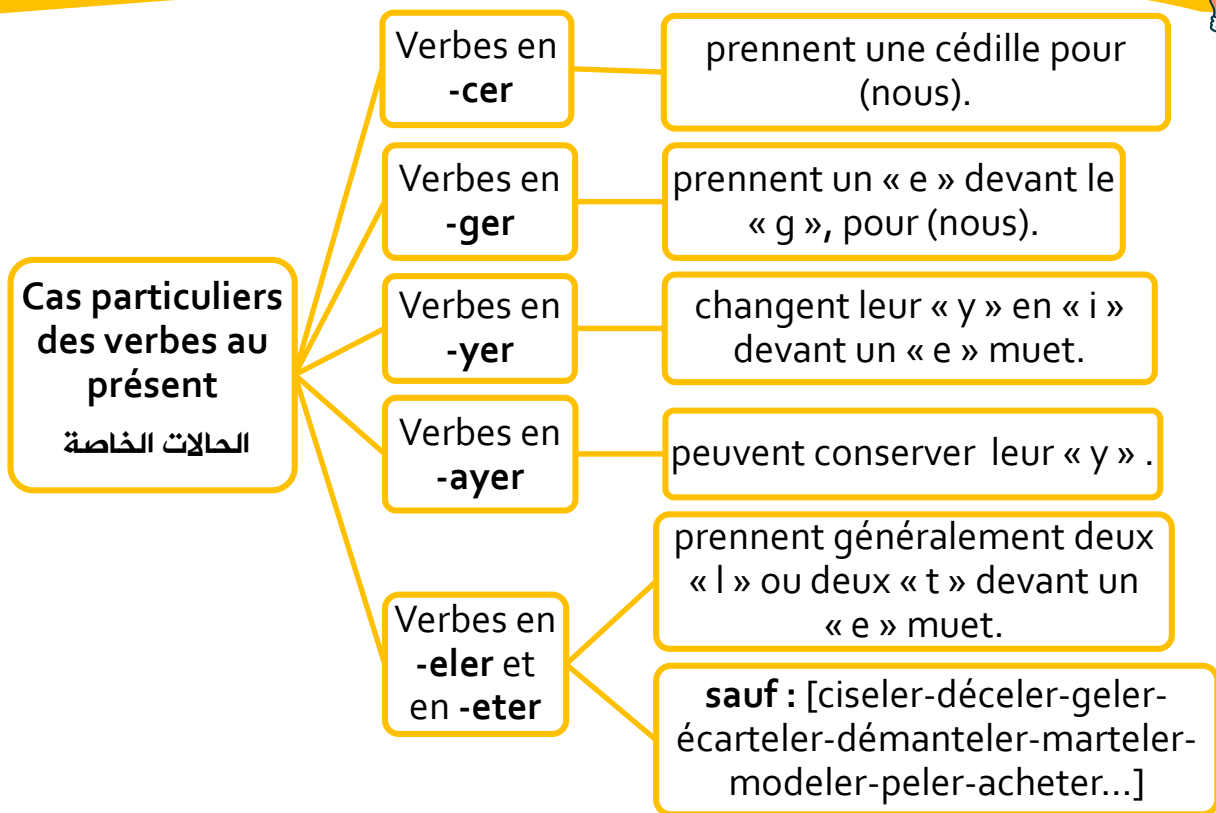 Cas particuliers
des verbes au
présent
الحالات الخاصة
Verbes en
-cer
prennent une cédille pour
(nous).
Verbes en
-ger
prennent un « e » devant le
« g », pour (nous).
Verbes en
-yer
changent leur « y » en « i »
devant un « e » muet.
Verbes en
-ayer
peuvent conserver leur « y » .
Verbes en
-eler et
en -eter
prennent généralement deux
« l » ou deux « t » devant un
« e » muet.
sauf : [ciseler-déceler-geler-
écarteler-démanteler-marteler-
modeler-peler-acheter...]